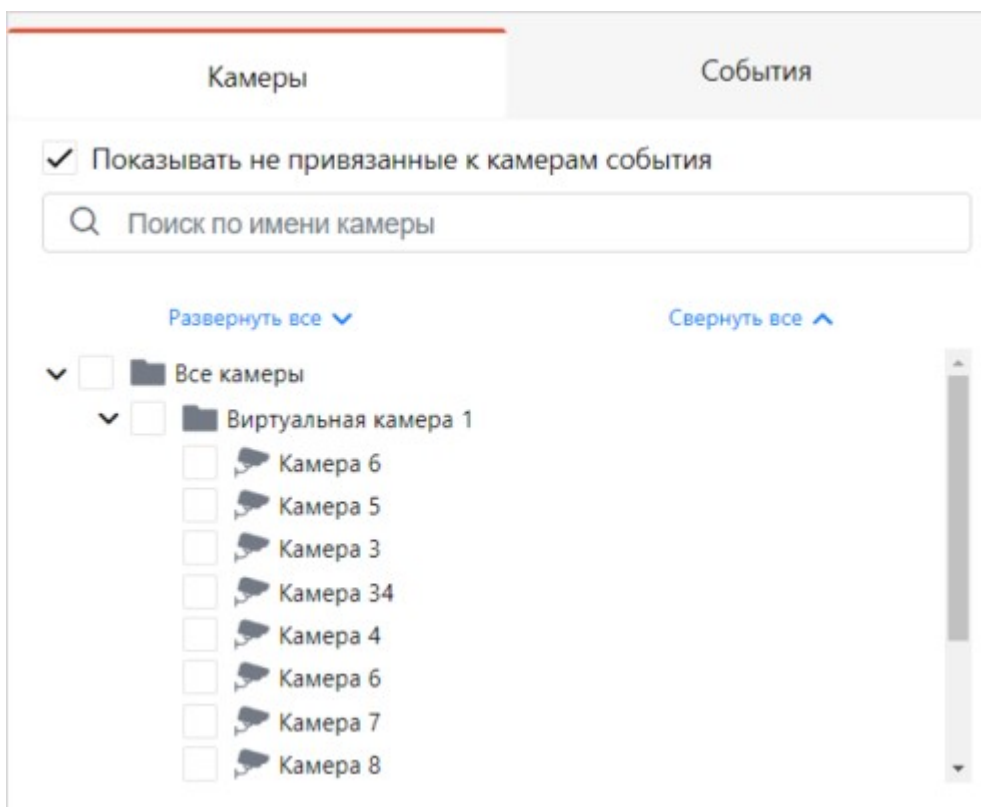 Камеры
События
Показывать не привязанные к камерам события
Поиск по имени камеры
Развернуть все
Свернуть все
Все камеры
Виртуальная камера 1
Камера 6
Камера 5
Камера 3
Камера 34
Камера 4
Камера 6
Камера 7
Камера 8